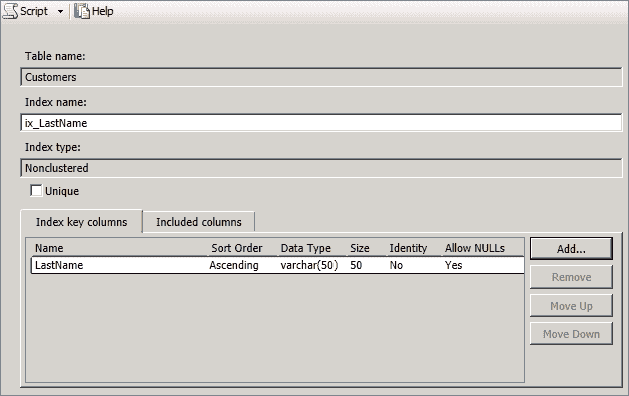 Script Help
Table name:
Customers
Index name:
ix_LastName
Index type:
Nonclustered
Unique
Index key columns Included columns
Name Sort Order Data Type Size Identity Allow NULLs
LastName Ascending varchar(50) 50 No Yes
Add...
Remove
Move Up
Move Down